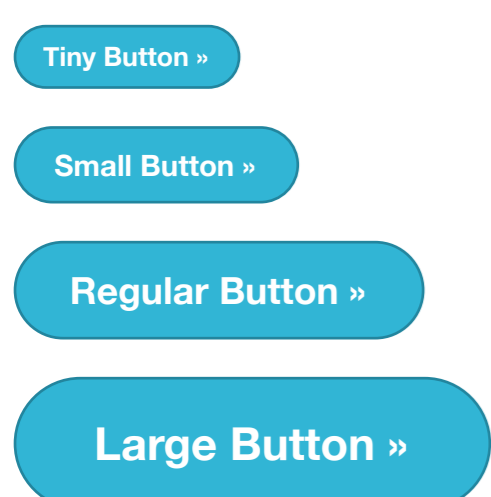 Tiny Button »
Small Button »
Regular Button »
Large Button »